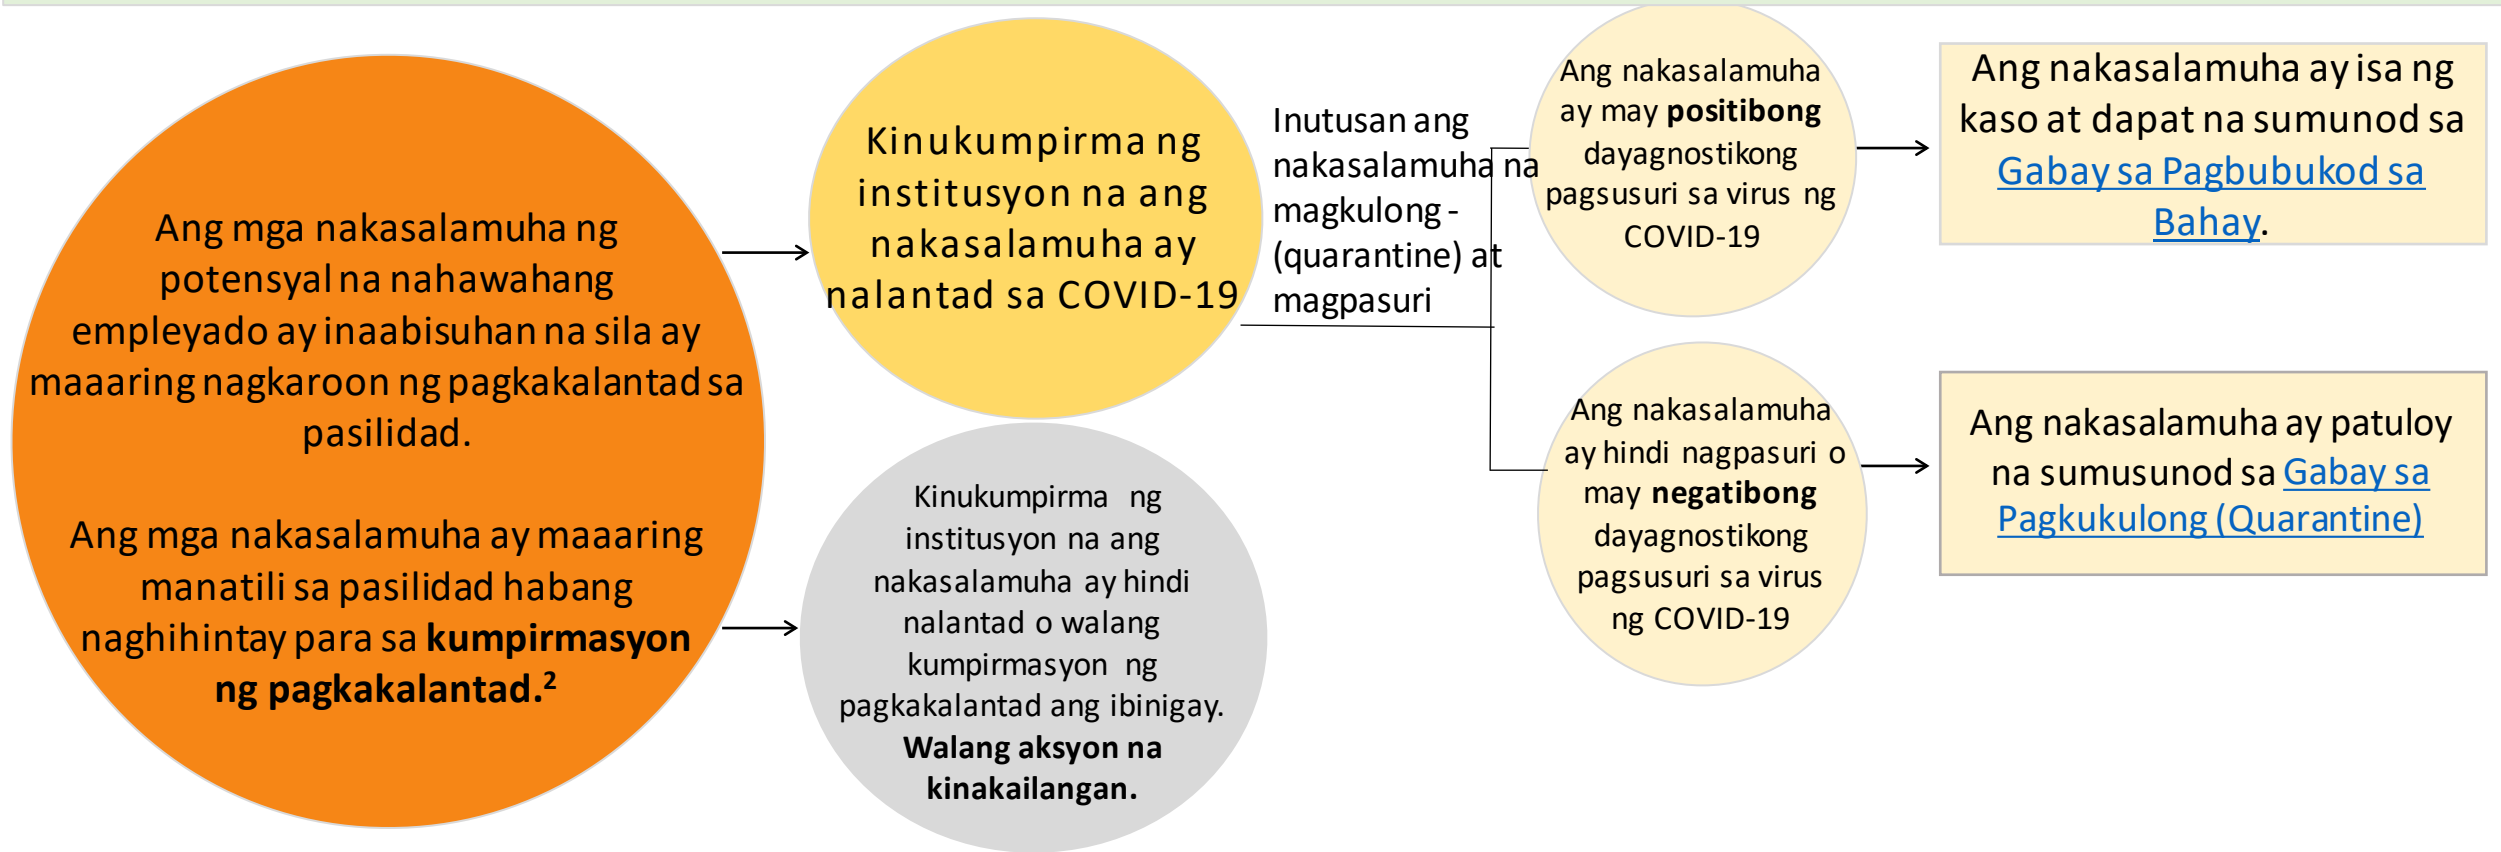 Ang mga nakasalamuha ng
potensyal na nahawahang
empleyado ay inaabisuhan na sila ay
maaaring nagkaroon ng pagkakalantad sa
pasilidad.
Ang mga nakasalamuha ay maaaring
manatili sa pasilidad habang
naghihintay para sa kumpirmasyon
ng pagkakalantad.²
Kinukumpirma ng
institusyon na ang
nakasalamuha ay
nalantad sa COVID-19
Kinukumpirma ng
institusyon na ang
nakasalamuha ay hindi
nalantad o walang
kumpirmasyon ng
pagkakalantad ang ibinigay.
Walang aksyon na
kinakailangan.
Inutusan ang
nakasalamuha na
magkulong -
(quarantine) at
magpasuri
Ang nakasalamuha
ay may positibong
dayagnostikong
pagsusuri sa virus ng
COVID-19
Ang nakasalamuha ay isa ng
kaso at dapat na sumunod sa
Gabay sa Pagbubukod sa
Bahay.
Ang nakasalamuha
ay hindi nagpasuri o
may negatibong
dayagnostikong
pagsusuri sa virus
ng COVID-19
Ang nakasalamuha ay patuloy
na sumusunod sa Gabay sa
Pagkukulong (Quarantine)